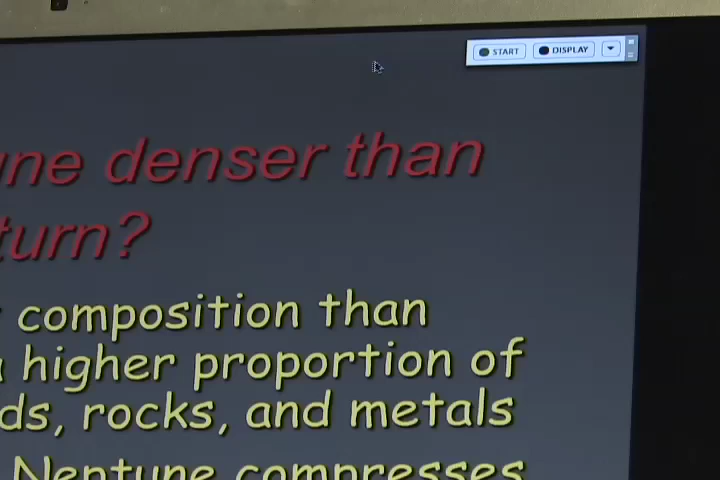 START DISPLAY
une denser than
turn?
composition than
a higher proportion of
ds, rocks, and metals
Neptune compresses